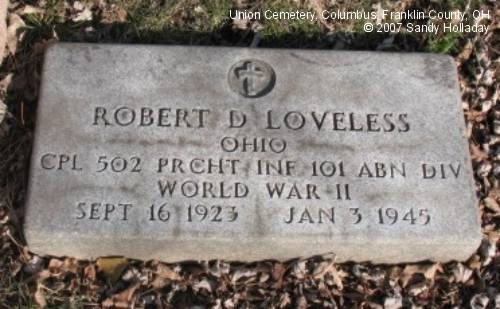 Union Cemetery, Columbus, Franklin County, OH
© 2007 Sandy Holladay
ROBERT D LOVELESS
OHIO
CPL 502 PRCHT INF 101 ABN DIV
WORLD WAR II
SEPT 16 1923 JAN 3 1945